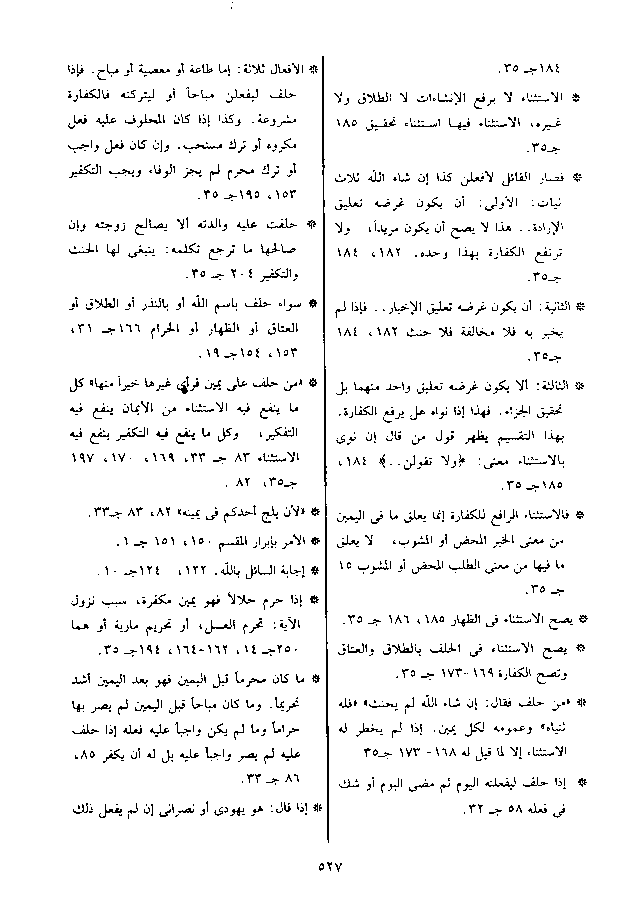 ١٨٤ جـ ٣٥.
* الاستثناء لا يرفع الإنشاءات لا الطلاق ولا
غيره، الاستثناء فيها استثناء تحقيق ١٨٥
جـ٣٥.
* فصار القائل لأفعلن كذا إن شاء الله ثلاث
نيات: الأولى: أن يكون غرضه تعليق
الإرادة.. هذا لا يصح أن يكون مريداً، ولا
ترتفع الكفارة بهذا وحده. ١٨٢، ١٨٤
جـ٣٥.
* الثانية: أن يكون غرضه تعليق الإخبار.. فإذا لم
يخبر به فلا مخالفة فلا حنث ١٨٢، ١٨٤
جـ٣٥.
* الثالثة: ألا يكون غرضه تعليق واحد منهما بل
تحقيق الجزاء. فهذا إذا نواه هل يرفع الكفارة.
بهذا التقسيم يظهر قول من قال إن نوى
بالاستثناء معنى: ﴿ولا تقولن..﴾ ١٨٤،
١٨٥ جـ ٣٥.
* فالاستثناء الرافع للكفارة إنما يعلق ما في اليمين
من معنى الخبر المحض أو المشوب، لا يعلق
ما فيها من معنى الطلب المحض أو المشوب ١٥
جـ ٣٥.
* يصح الاستثناء في الظهار ١٨٥، ١٨٦ جـ ٣٥.
* يصح الاستثناء في الحلف بالطلاق والعتاق
وتصح الكفارة ١٦٩-١٧٣ جـ ٣٥.
* «من حلف فقال: إن شاء الله لم يحنث» «فله
ثنياه» وعمومه لكل يمين. إذا لم يخطر له
الاستثناء إلا لما قيل له ١٦٨-١٧٣ جـ٣٥
* إذا حلف ليفعلنه اليوم ثم مضى اليوم أو شك
في فعله ٥٨ جـ ٣٢.
* الأفعال ثلاثة: إما طاعة أو معصية أو مباح. فإذا
حلف ليفعلن مباحاً أو ليتركنه فالكفارة
مشروعة. وكذا إذا كان المحلوف عليه فعل
مكروه أو ترك مستحب. وإن كان فعل واجب
أو ترك محرم لم يجز الوفاء ويجب التكفير
١٥٣، ١٩٥جـ ٣٥.
* حلفت عليه والدته ألا يصالح زوجته وإن
صالحها ما ترجع تكلمه: ينبغي لها الحنث
والتكفير ٢٠٤ جـ ٣٥.
* سواء حلف باسم الله أو بالنذر أو الطلاق أو
العتاق أو الظهار أو الحرام ١٦٦جـ ٣١،
١٥٣، ١٥٤جـ ١٩.
* «من حلف على يمين فرأى غيرها خيراً منها» كل
ما ينفع فيه الاستثناء من الأيمان ينفع فيه
التفكير، وكل ما ينفع فيه التكفير ينفع فيه
الاستثناء ٨٣ جـ ٣٣، ١٦٩، ١٧٠، ١٩٧
جـ٣٥، ٨٢ .
* «لأن يلج أحدكم في يمينه» ٨٢، ٨٣ جـ٣٣.
* الأمر بإبرار المقسم ١٥٠، ١٥١ جـ ٦.
* إجابة السائل بالله. ١٢٢، ١٢٤جـ ١٠.
* إذا حرم حلالاً فهو يمين مكفرة، سبب نزول
الآية: تحريم العسل، أو تحريم مارية أو هما
٢٥٠جـ ١٤، ١٦٢-١٦٤، ١٩٤جـ ٣٥.
* ما كان محرماً قبل اليمين فهو بعد اليمين أشد
تحريماً. وما كان مباحاً قبل اليمين لم يصر بها
حراماً وما لم يكن واجباً عليه فعله إذا حلف
عليه لم يصر واجباً عليه بل له أن يكفر ٨٥،
٨٦ جـ ٣٣.
* إذا قال: هو يهودي أو نصراني إن لم يفعل ذلك
٥٢٧